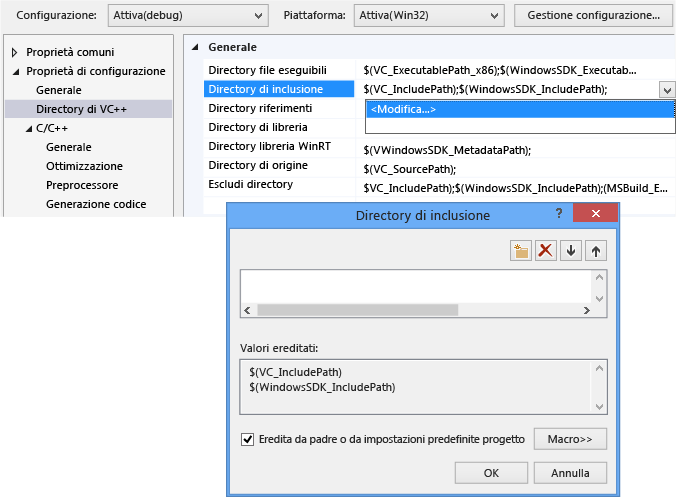 Configurazione: Attiva(debug) Piattaforma: Attiva(Win32) Gestione configurazione...
Proprietà comuni
Proprietà di configurazione
Generale
Directory di VC++
C/C++
Generale
Ottimizzazione
Preprocessore
Generazione codice
Generale
Directory file eseguibili $(VC_ExecutablePath_x86);$(WindowsSDK_Executab...
Directory di inclusione $(VC_IncludePath);$(WindowsSDK_IncludePath);
Directory riferimenti <Modifica...>
Directory di libreria
Directory librerie WinRT $(VWindowsSDK_MetadataPath);
Directory di origine $(VC_SourcePath);
Escludi directory $VC_IncludePath);$(WindowsSDK_IncludePath);(MSBuild_E...
Directory di inclusione ?
Valori ereditati:
$(VC_IncludePath)
$(WindowsSDK_IncludePath)
Eredita da padre o da impostazioni predefinite progetto Macro>>
OK Annulla